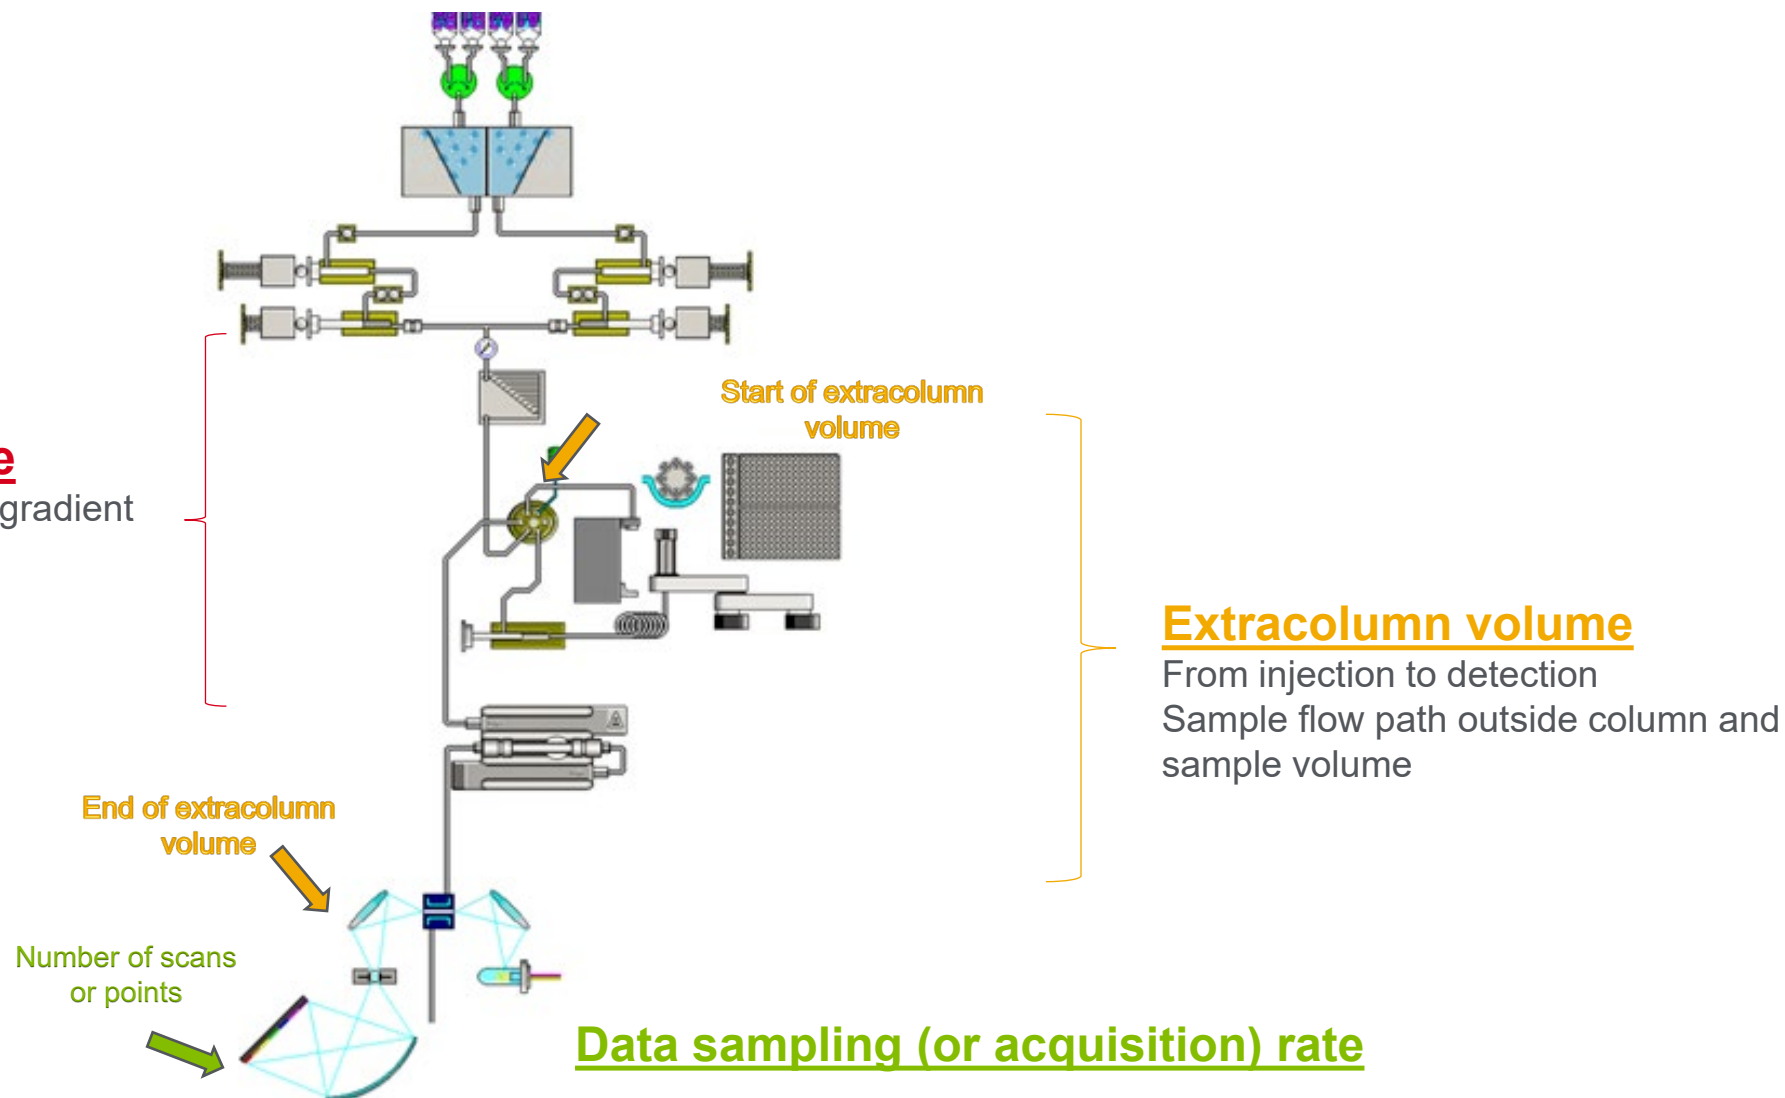 Start of extracolumn
volume
e
gradient
Extracolumn volume
From injection to detection
Sample flow path outside column and
sample volume
End of extracolumn
volume
Number of scans
or points
Data sampling (or acquisition) rate